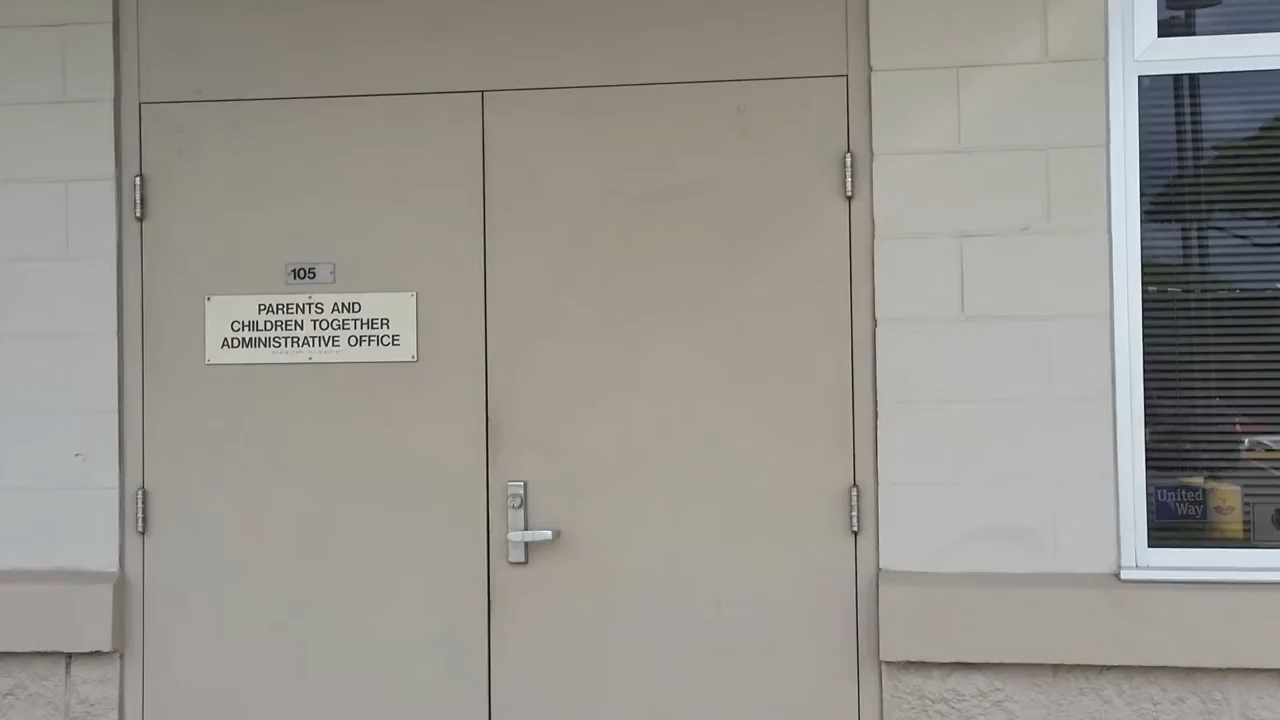 105
PARENTS AND
CHILDREN TOGETHER
ADMINISTRATIVE OFFICE
United
Way